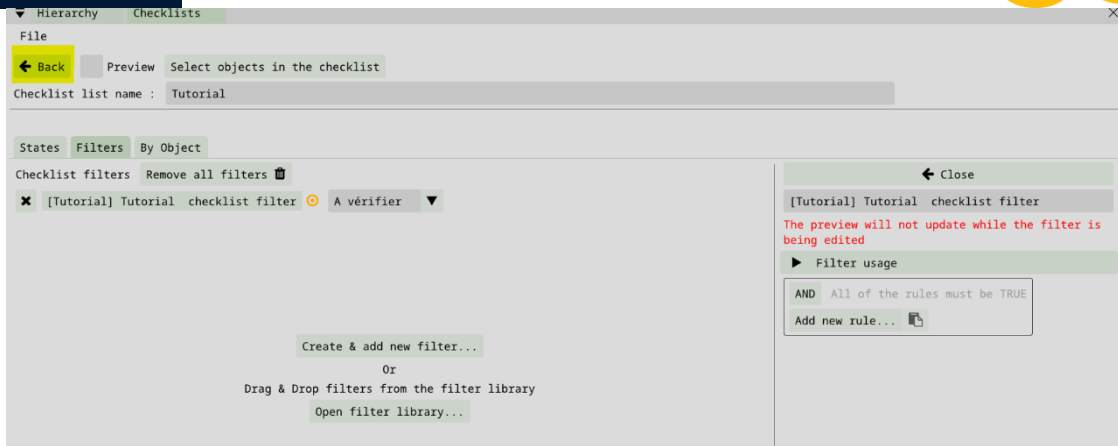 Hierarchy Checklists
File
Back Preview Select objects in the checklist
Checklist list name : Tutorial
States Filters By Object
Checklist filters Remove all filters
[Tutorial] Tutorial checklist filter A vérifier
Create & add new filter...
Or
Drag & Drop filters from the filter library
Open filter library...
Close
[Tutorial] Tutorial checklist filter
The preview will not update while the filter is
being edited
Filter usage
AND All of the rules must be TRUE
Add new rule...